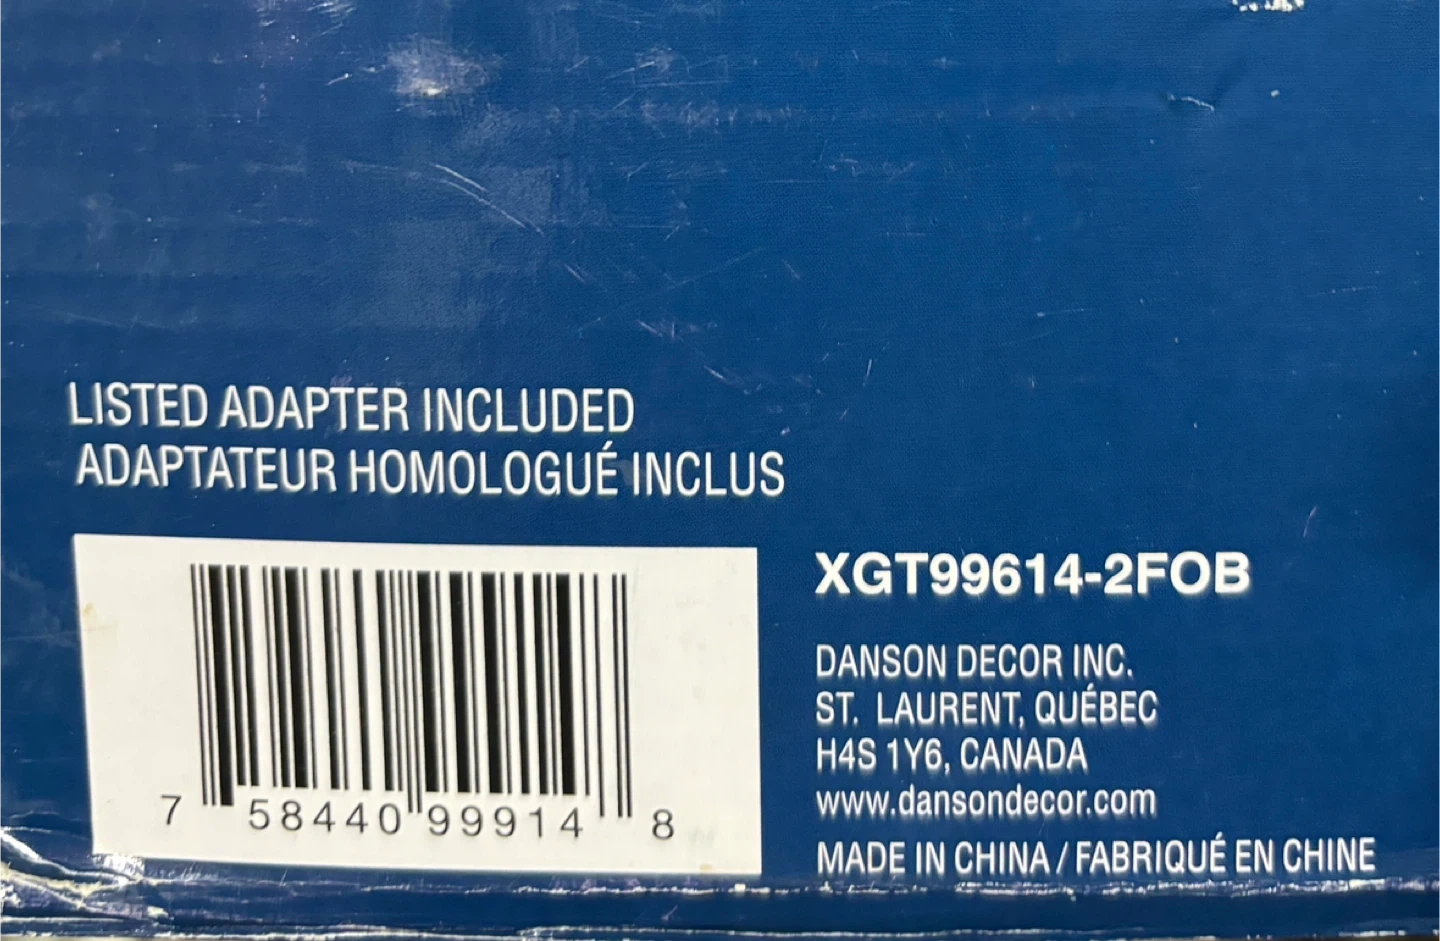 LISTED ADAPTER INCLUDED
ADAPTATEUR HOMOLOGUÉ INCLUS
7 58440 99914 8
XGT99614-2FOB
DANSON DECOR INC.
ST. LAURENT, QUÉBEC
H4S 1Y6, CANADA
www.dansondecor.com
MADE IN CHINA / FABRIQUÉ EN CHINE